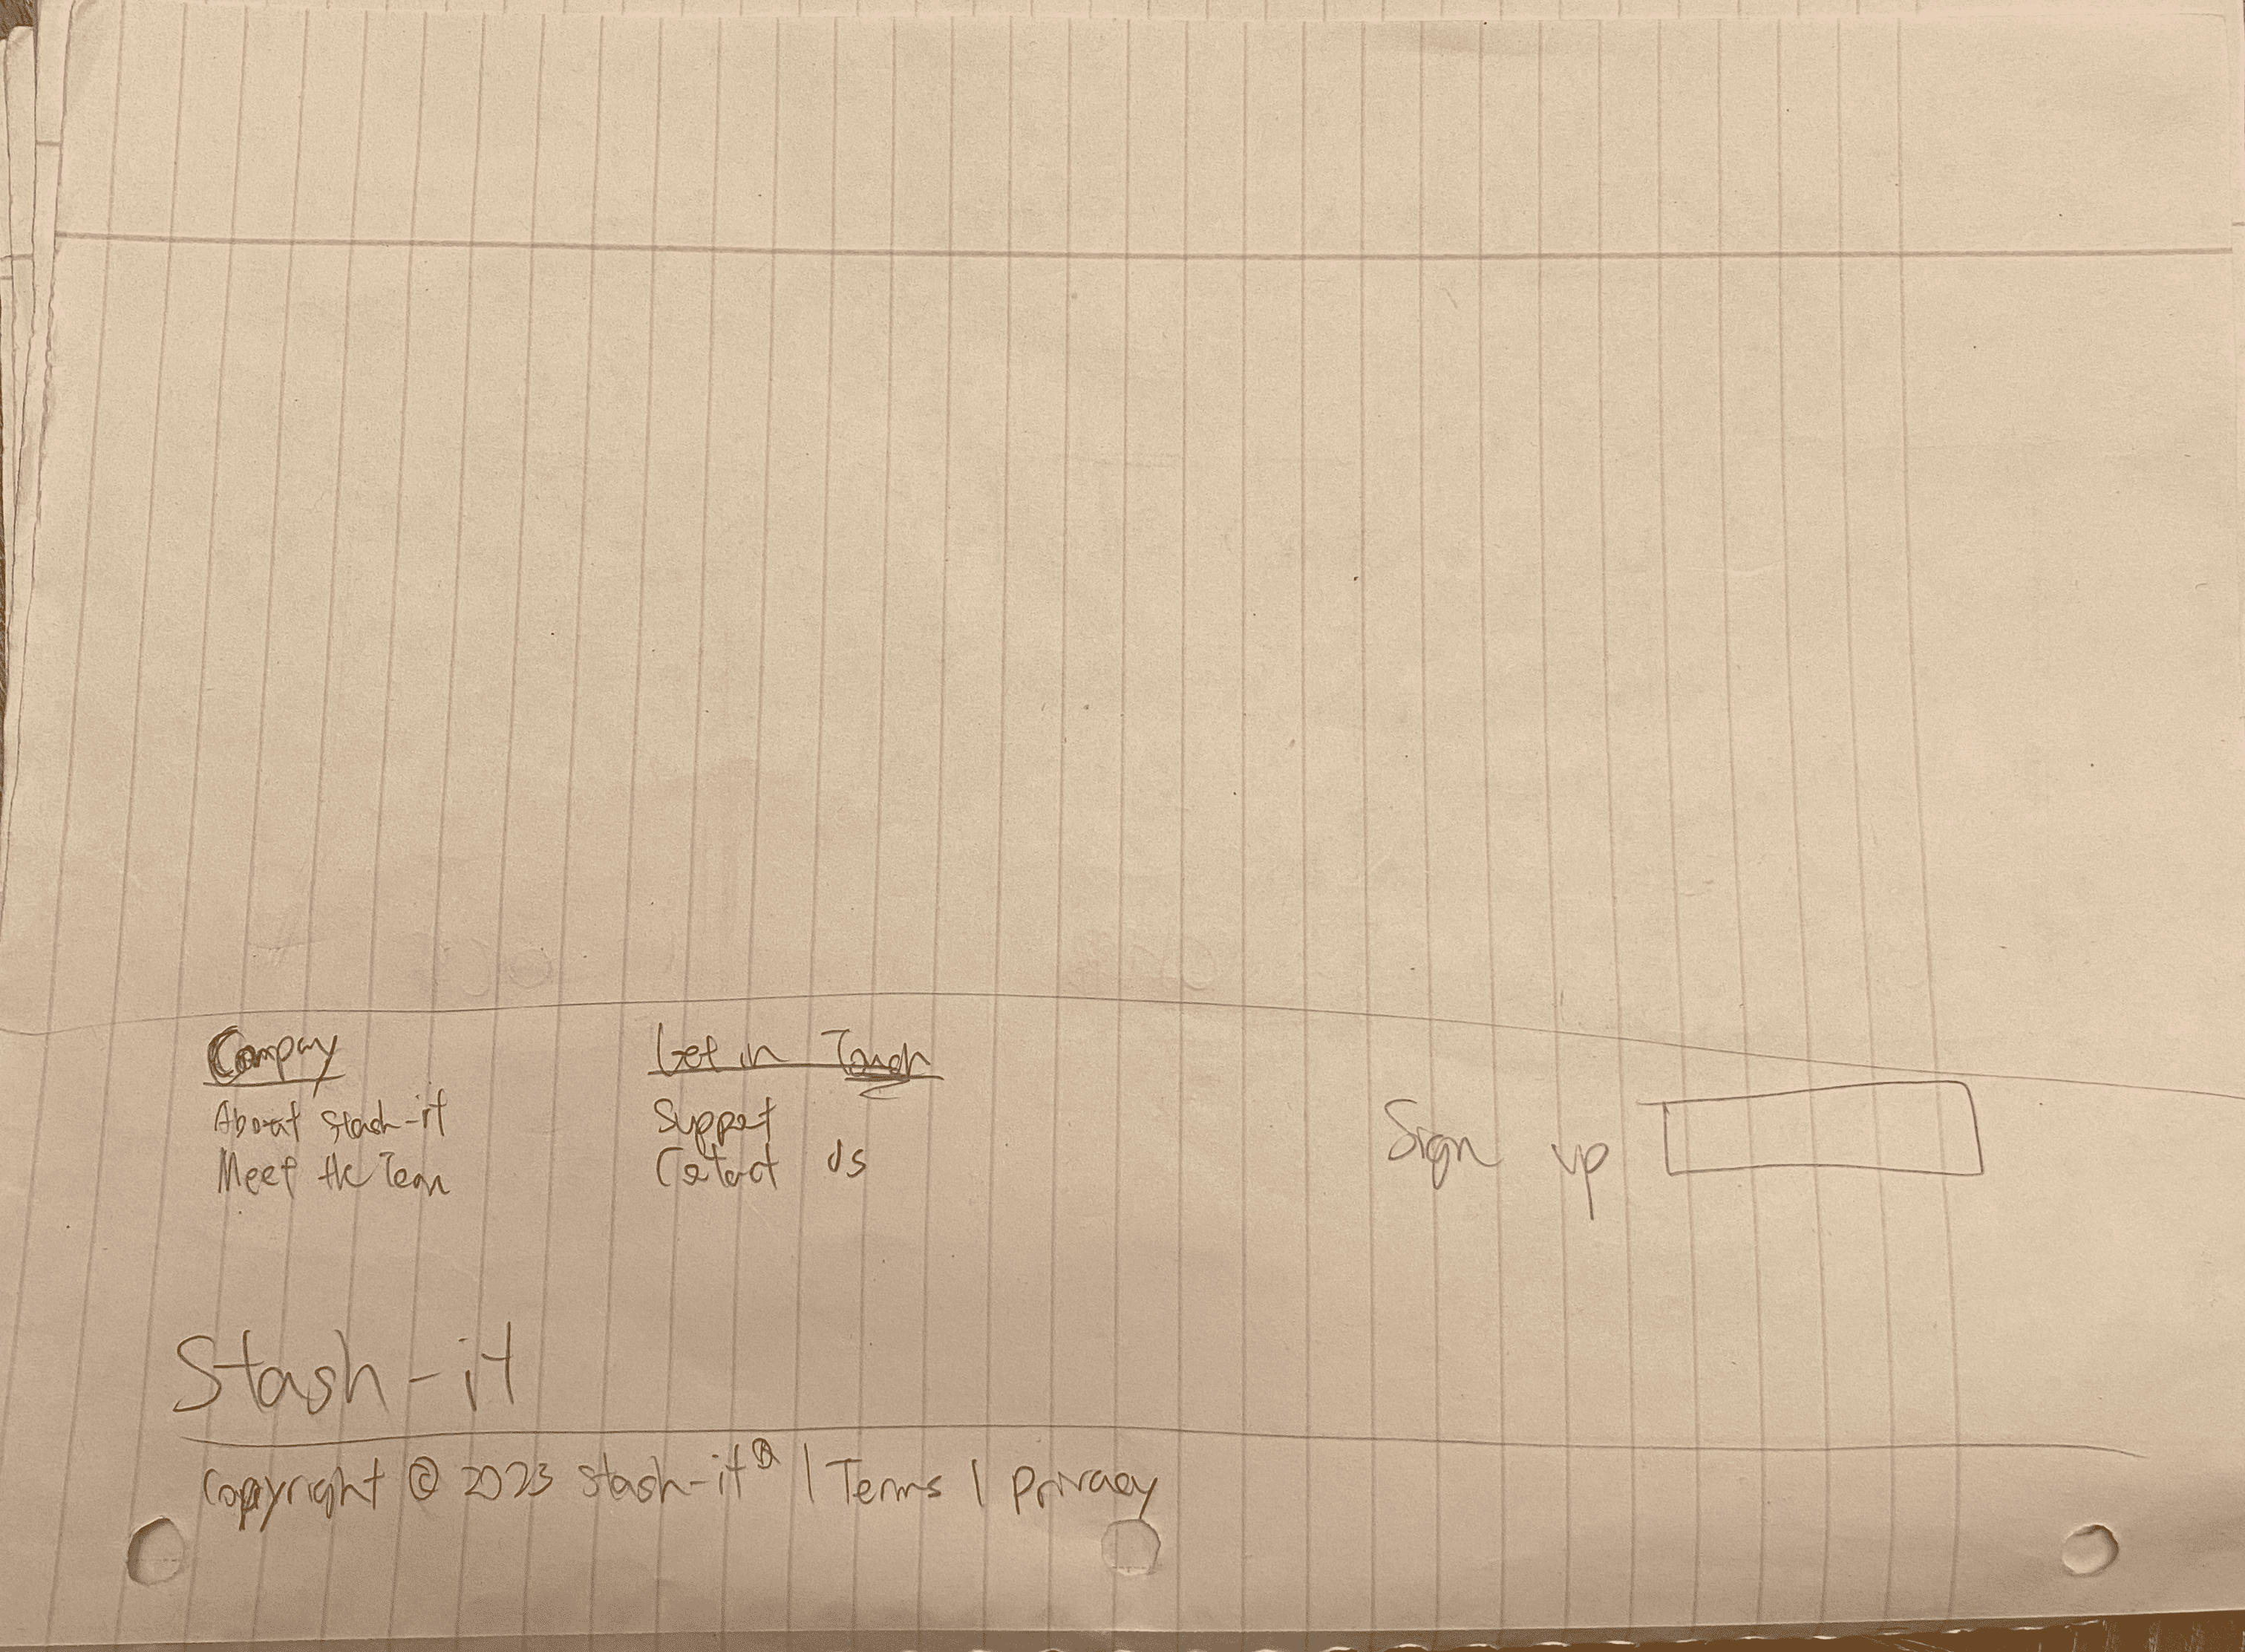 Company
About Stash-it
Meet the Team
Get in Touch
Support
Contact Us
Sign up
Stash-it
Copyright © 2023 Stash-it® | Terms | Privacy